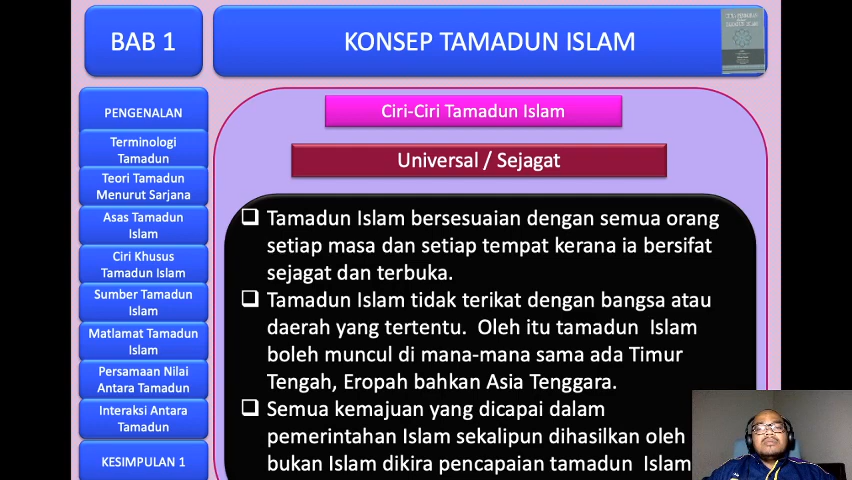 BAB 1
KONSEP TAMADUN ISLAM
PENGENALAN
Terminologi
Tamadun
Teori Tamadun
Menurut Sarjana
Asas Tamadun
Islam
Ciri Khusus
Tamadun Islam
Sumber Tamadun
Islam
Matlamat Tamadun
Islam
Persamaan Nilai
Antara Tamadun
Interaksi Antara
Tamadun
KESIMPULAN 1
Ciri-Ciri Tamadun Islam
Universal / Sejagat
Tamadun Islam bersesuaian dengan semua orang
setiap masa dan setiap tempat kerana ia bersifat
sejagat dan terbuka.
Tamadun Islam tidak terikat dengan bangsa atau
daerah yang tertentu. Oleh itu tamadun Islam
boleh muncul di mana-mana sama ada Timur
Tengah, Eropah bahkan Asia Tenggara.
Semua kemajuan yang dicapai dalam
pemerintahan Islam sekalipun dihasilkan oleh
bukan Islam dikira pencapaian tamadun Islam